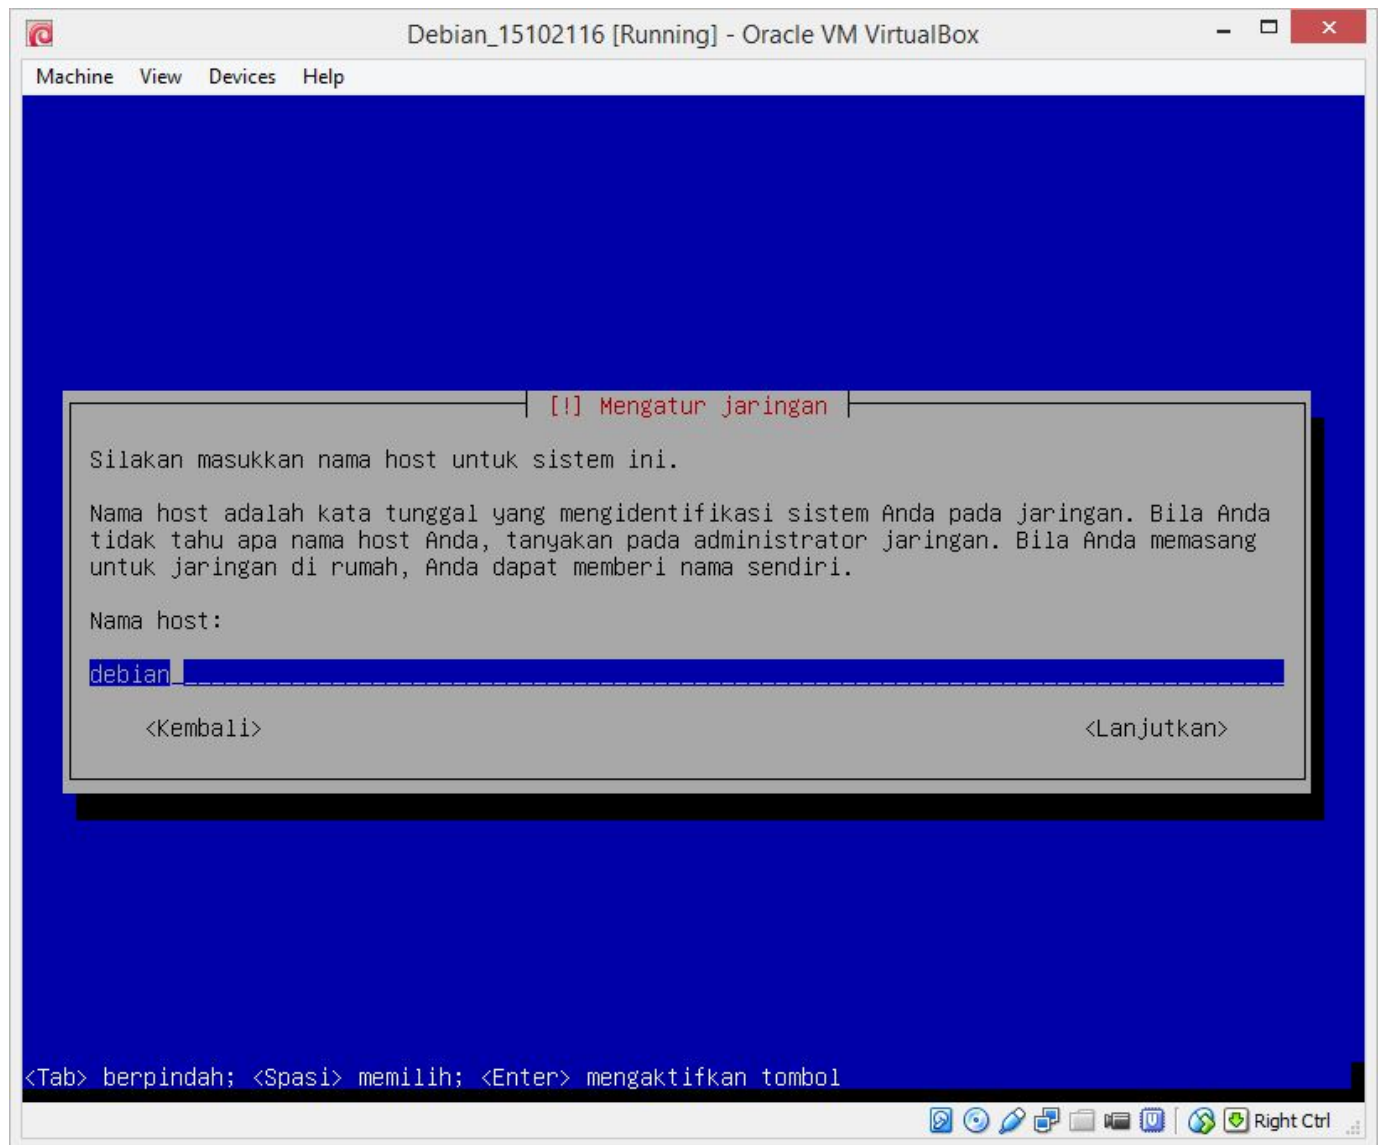 Debian_15102116 [Running] - Oracle VM VirtualBox
Machine View Devices Help
[!] Mengatur jaringan
Silakan masukkan nama host untuk sistem ini.
Nama host adalah kata tunggal yang mengidentifikasi sistem Anda pada jaringan. Bila Anda
tidak tahu apa nama host Anda, tanyakan pada administrator jaringan. Bila Anda memasang
untuk jaringan di rumah, Anda dapat memberi nama sendiri.
Nama host:
debian
<Kembali> <Lanjutkan>
<Tab> berpindah; <Spasi> memilih; <Enter> mengaktifkan tombol
Right Ctrl